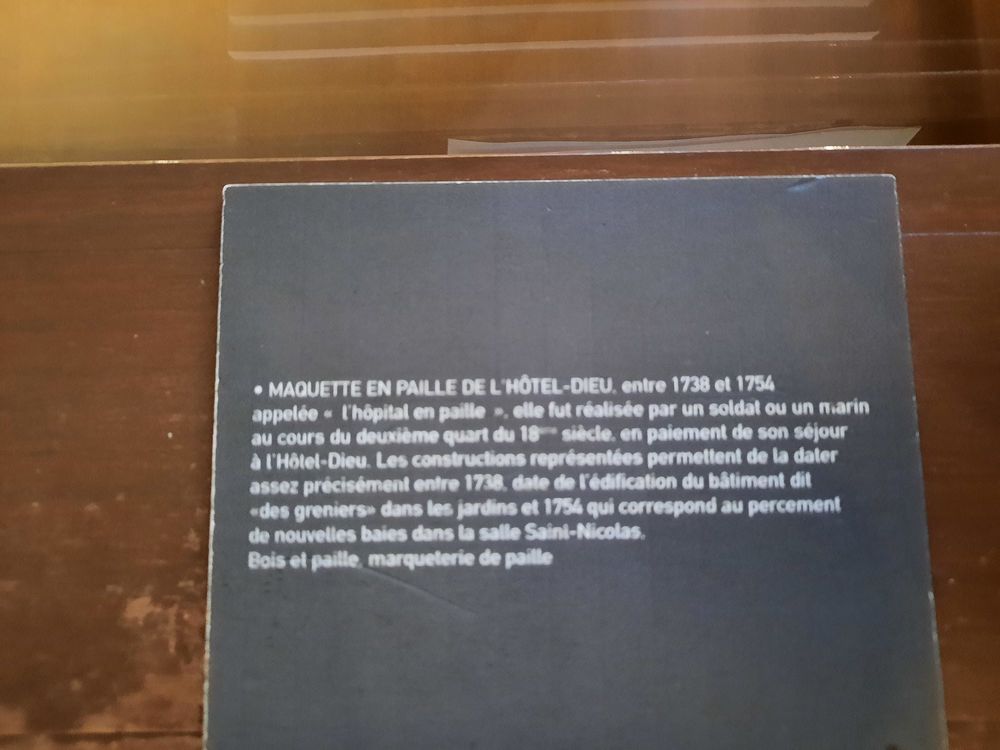 • MAQUETTE EN PAILLE DE L'HÔTEL-DIEU, entre 1738 et 1754
appelée « l'hôpital en paille », elle fut réalisée par un soldat ou un marin
au cours du deuxième quart du 18ème siècle, en paiement de son séjour
à l'Hôtel-Dieu. Les constructions représentées permettent de la dater
assez précisément entre 1738, date de l'édification du bâtiment dit
«des greniers» dans les jardins et 1754 qui correspond au percement
de nouvelles baies dans la salle Saint-Nicolas.
Bois et paille, marqueterie de paille